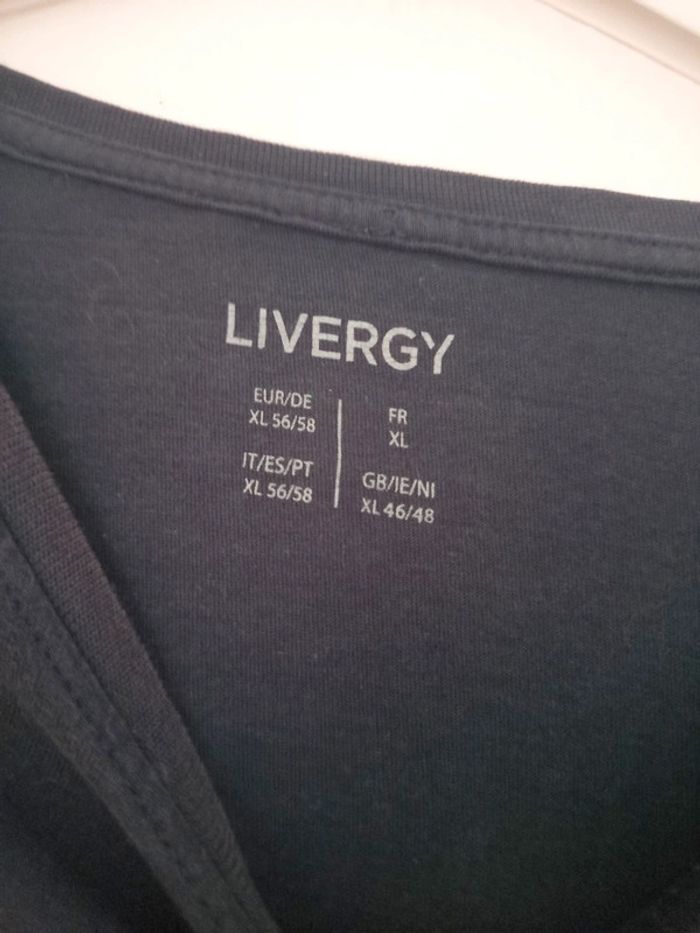 LIVERGY
EUR/DE
XL 56/58
IT/ES/PT
XL 56/58
FR
XL
GB/IE/NI
XL 46/48